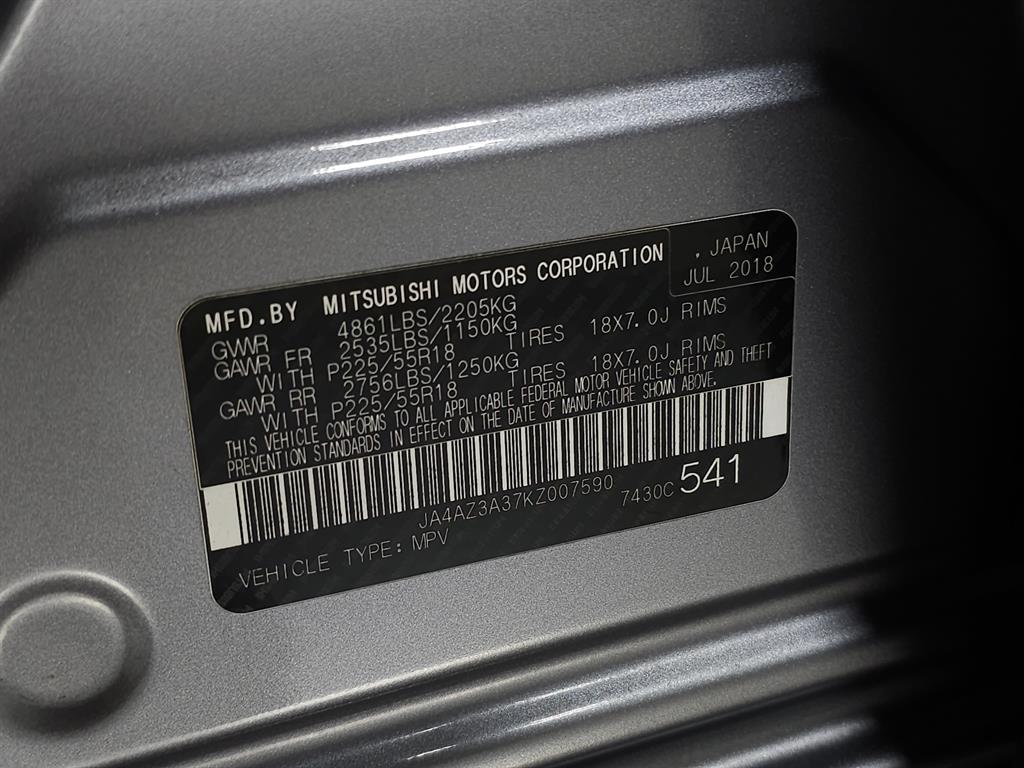 . JAPAN
JUL 2018
MFD.BY MITSUBISHI MOTORS CORPORATION
GVWR 4861LBS/2205KG
GAWR FR 2535LBS/1150KG
WITH P225/55R18 TIRES 18X7.0J RIMS
GAWR RR 2756LBS/1250KG
WITH P225/55R18 TIRES 18X7.0J RIMS
THIS VEHICLE CONFORMS TO ALL APPLICABLE FEDERAL MOTOR VEHICLE SAFETY AND THEFT
PREVENTION STANDARDS IN EFFECT ON THE DATE OF MANUFACTURE SHOWN ABOVE.
JA4AZ3A37KZ007590 7430C 541
VEHICLE TYPE: MPV